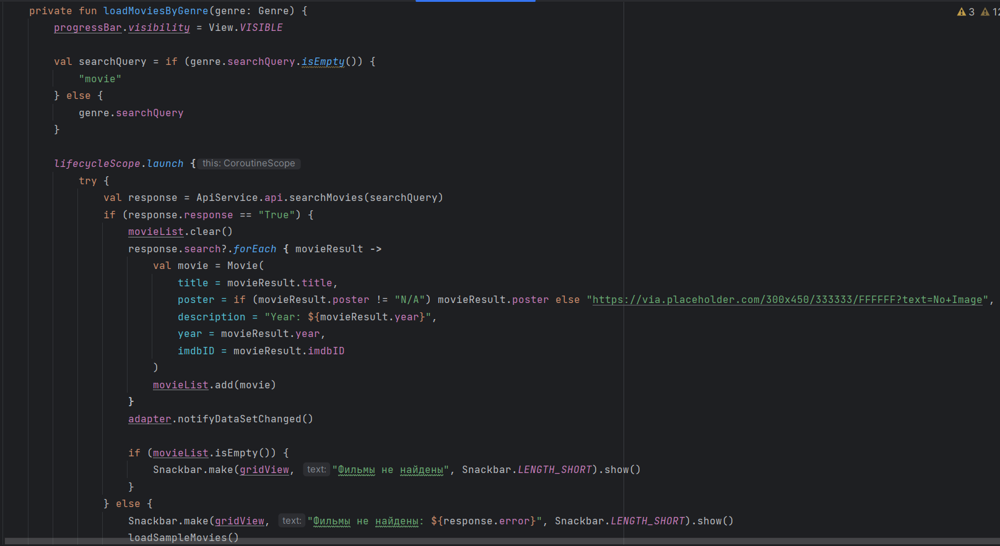 private fun loadMoviesByGenre(genre: Genre) {
3 12
progressBar.visibility = View.VISIBLE
val searchQuery = if (genre.searchQuery.isEmpty()) {
"movie"
} else {
genre.searchQuery
}
lifecycleScope.launch { this: CoroutineScope
try {
val response = ApiService.api.searchMovies(searchQuery)
if (response.response == "True") {
movieList.clear()
response.search?.forEach { movieResult ->
val movie = Movie(
title = movieResult.title,
poster = if (movieResult.poster != "N/A") movieResult.poster else "https://via.placeholder.com/300x450/333333/FFFFFF?text=No+Image",
description = "Year: ${movieResult.year}",
year = movieResult.year,
imdbID = movieResult.imdbID
)
movieList.add(movie)
}
adapter.notifyDataSetChanged()
if (movieList.isEmpty()) {
Snackbar.make(gridView, text: "Фильмы не найдены", Snackbar.LENGTH_SHORT).show()
}
} else {
Snackbar.make(gridView, text: "Фильмы не найдены: ${response.error}", Snackbar.LENGTH_SHORT).show()
loadSampleMovies()